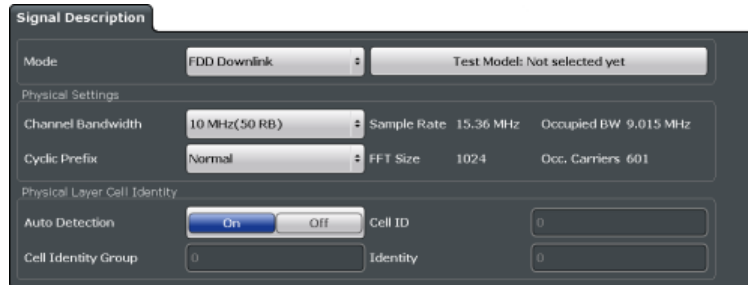 Signal Description
Mode FDD Downlink Test Model: Not selected yet
Physical Settings
Channel Bandwidth 10 MHz(50 RB) Sample Rate 15.36 MHz Occupied BW 9.015 MHz
Cyclic Prefix Normal FFT Size 1024 Occ. Carriers 601
Physical Layer Cell Identity
Auto Detection On Off Cell ID 0
Cell Identity Group 0 Identity 0